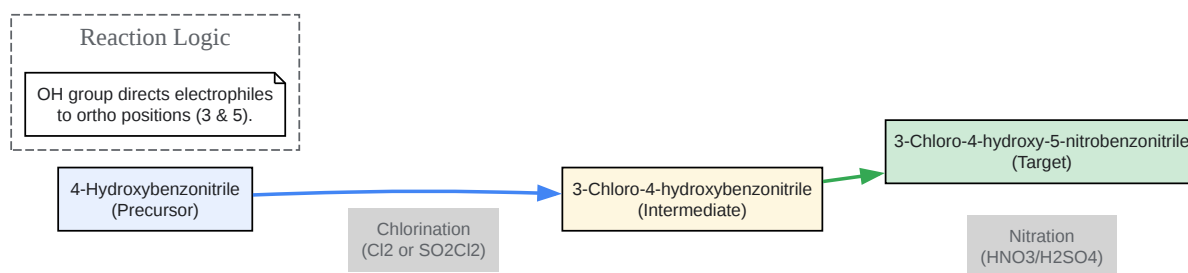 Reaction Logic
OH group directs electrophiles
to ortho positions (3 & 5).
4-Hydroxybenzonitrile
(Precursor)
Chlorination
(Cl2 or SO2Cl2)
3-Chloro-4-hydroxybenzonitrile
(Intermediate)
3-Chloro-4-hydroxy-5-nitrobenzonitrile
(Target)
Nitration
(HNO3/H2SO4)